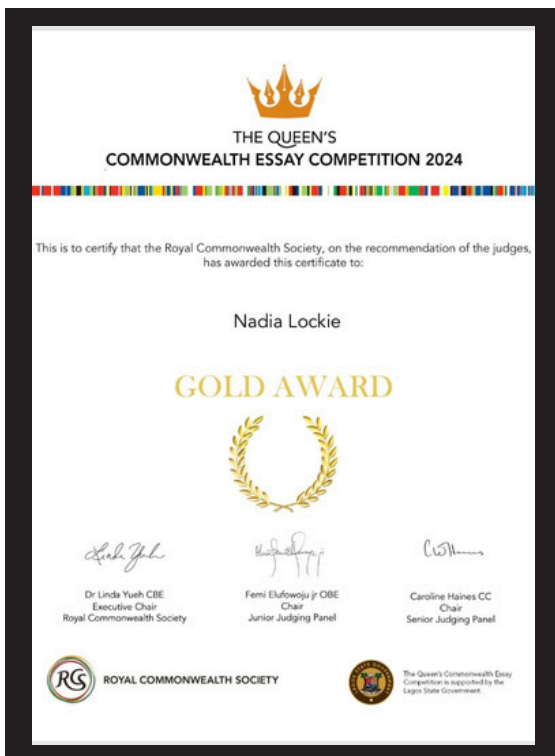 THE QUEEN'S
COMMONWEALTH ESSAY COMPETITION 2024
This is to certify that the Royal Commonwealth Society, on the recommendation of the judges,
has awarded this certificate to:
Nadia Lockie
GOLD AWARD
Dr Linda Yueh CBE
Executive Chair
Royal Commonwealth Society
Femi Elufowoju jr OBE
Chair
Junior Judging Panel
Caroline Haines CC
Chair
Senior Judging Panel
RCS
ROYAL COMMONWEALTH SOCIETY
The Queen's Commonwealth Essay
Competition is supported by the
Lagos State Government.